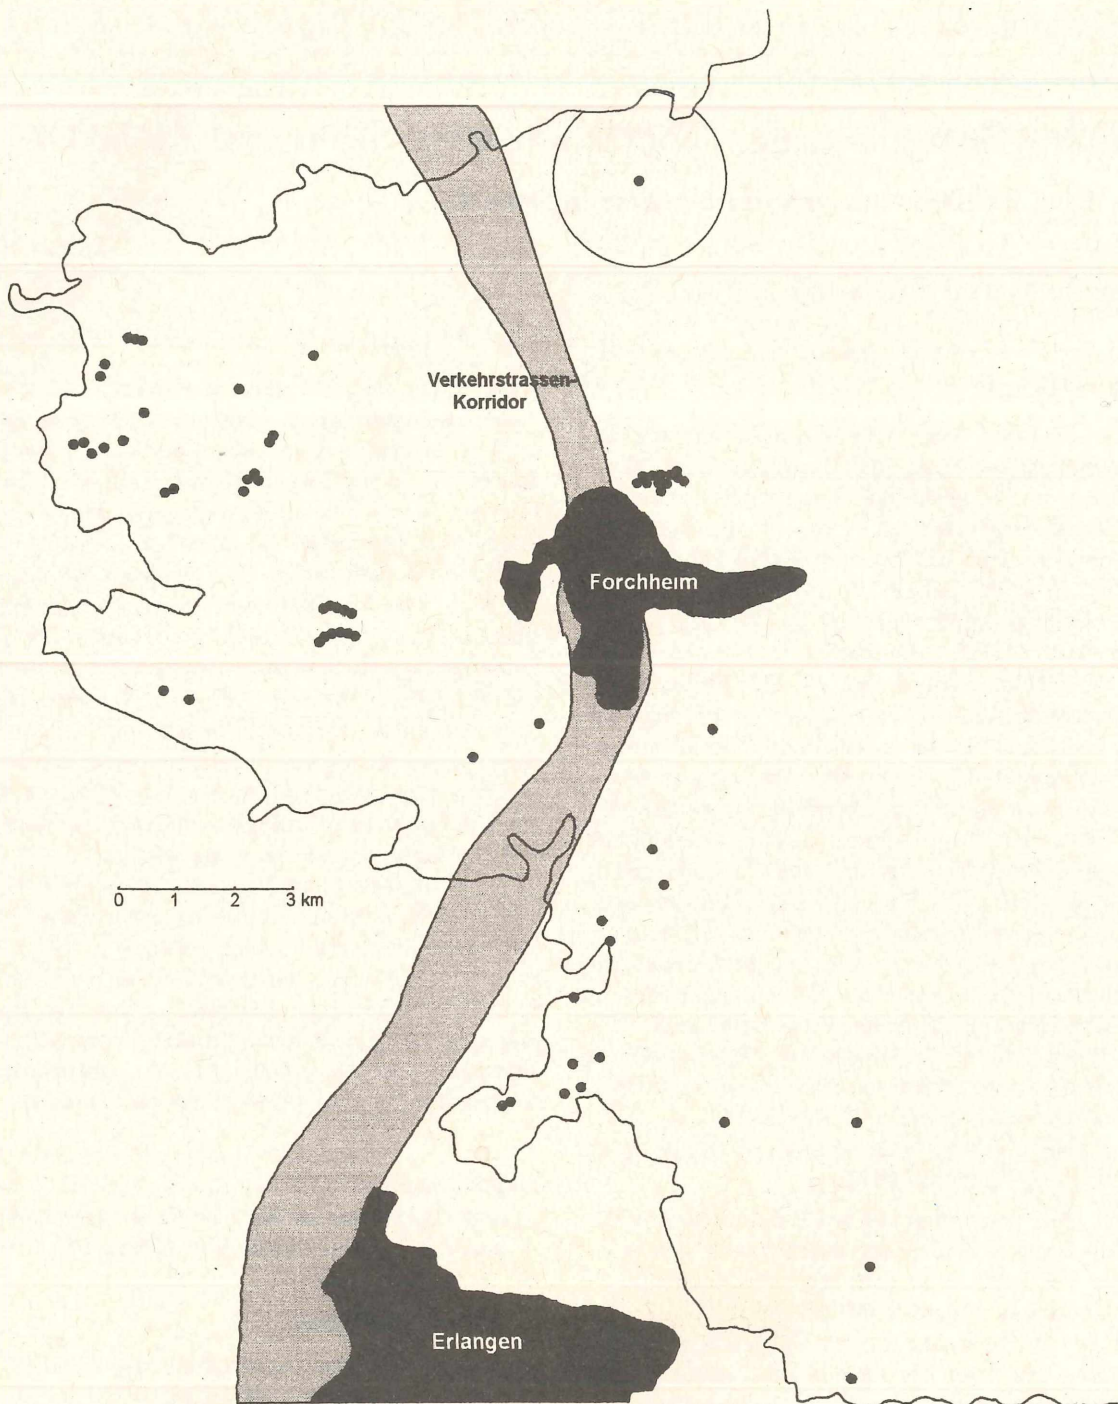 Verkehrstrassen-
Korridor
Forchheim
0 1 2 3 km
Erlangen